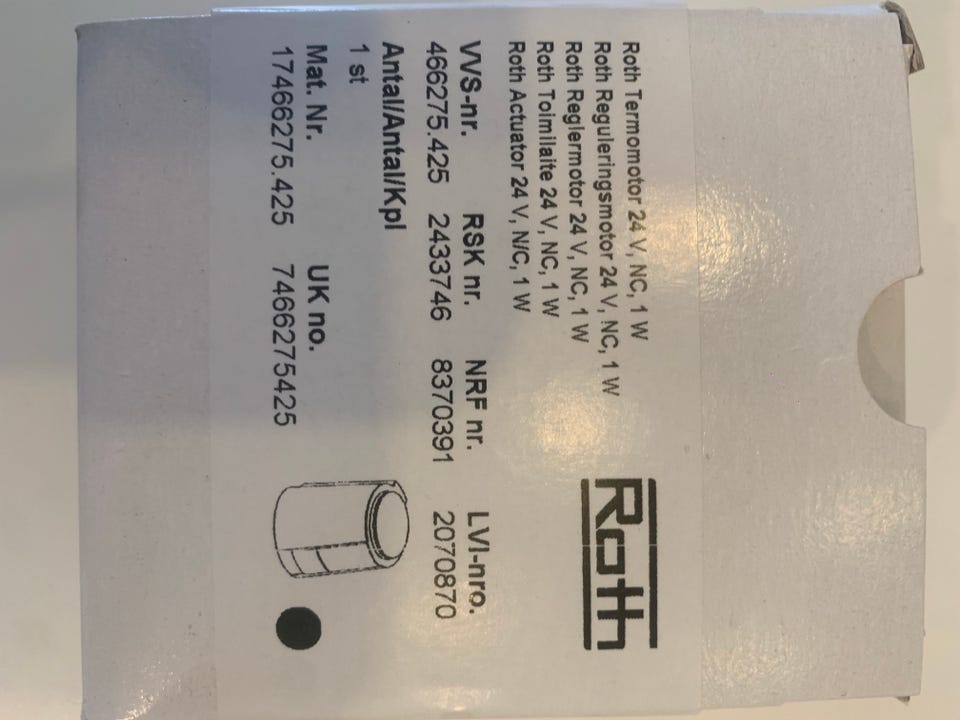 Roth Termomotor 24 V, NC, 1 W
Roth Reguleringsmotor 24 V, NC, 1 W
Roth Reglermotor 24 V, NC, 1 W
Roth Toimilaite 24 V, NC, 1 W
Roth Actuator 24 V, N/C, 1 W
Roth
VVS-nr. RSK nr. NRF nr. LVI-nro.
466275.425 2433746 8370391 2070870
Antal/Antal/Kpl
1 st
Mat. Nr. UK no.
17466275.425 7466275425